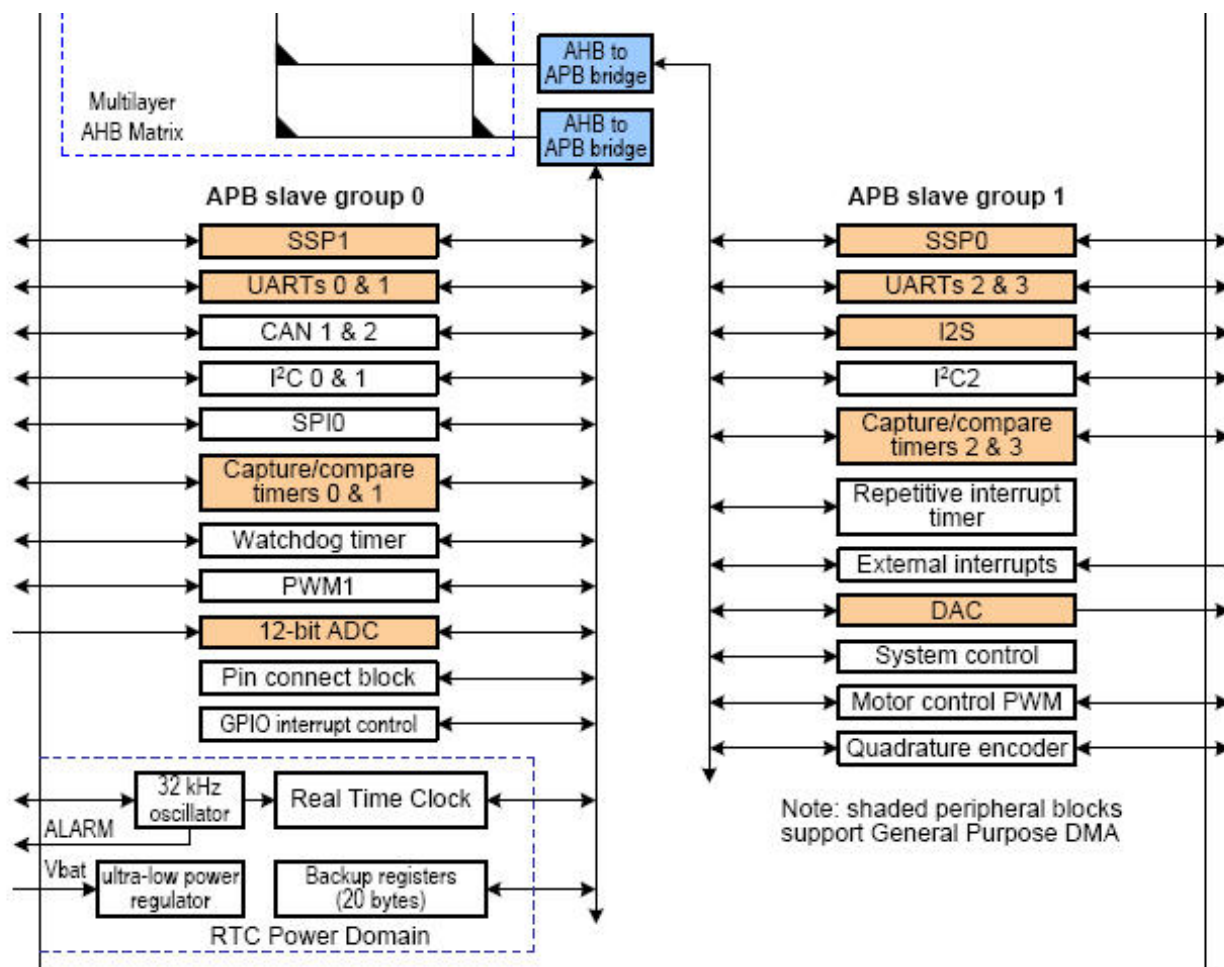 AHB to
APB bridge
Multilayer
AHB Matrix
AHB to
APB bridge
APB slave group 0
SSP1
UARTs 0 & 1
CAN 1 & 2
I²C 0 & 1
SPI0
Capture/compare
timers 0 & 1
Watchdog timer
PWM1
12-bit ADC
Pin connect block
GPIO interrupt control
32 kHz
oscillator
Real Time Clock
ALARM
Vbat
ultra-low power
regulator
Backup registers
(20 bytes)
RTC Power Domain
APB slave group 1
SSP0
UARTs 2 & 3
I2S
I²C2
Capture/compare
timers 2 & 3
Repetitive interrupt
timer
External interrupts
DAC
System control
Motor control PWM
Quadrature encoder
Note: shaded peripheral blocks
support General Purpose DMA